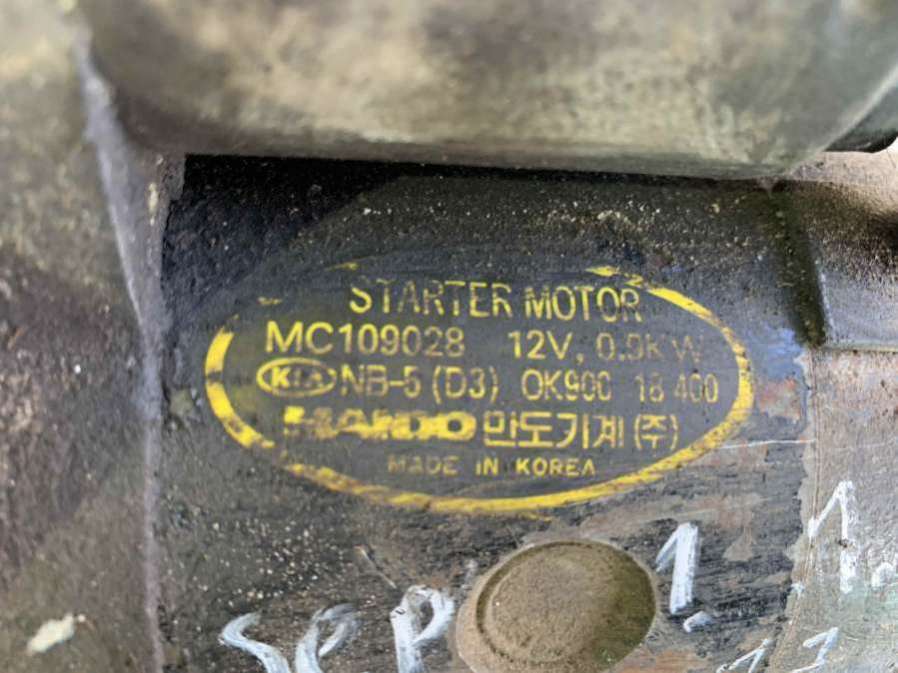 STARTER MOTOR
MC109028 12V, 0.9KW
KIA NB-5 (D3) 0K900 18 400
MANDO 만도기계 (주)
MADE IN KOREA